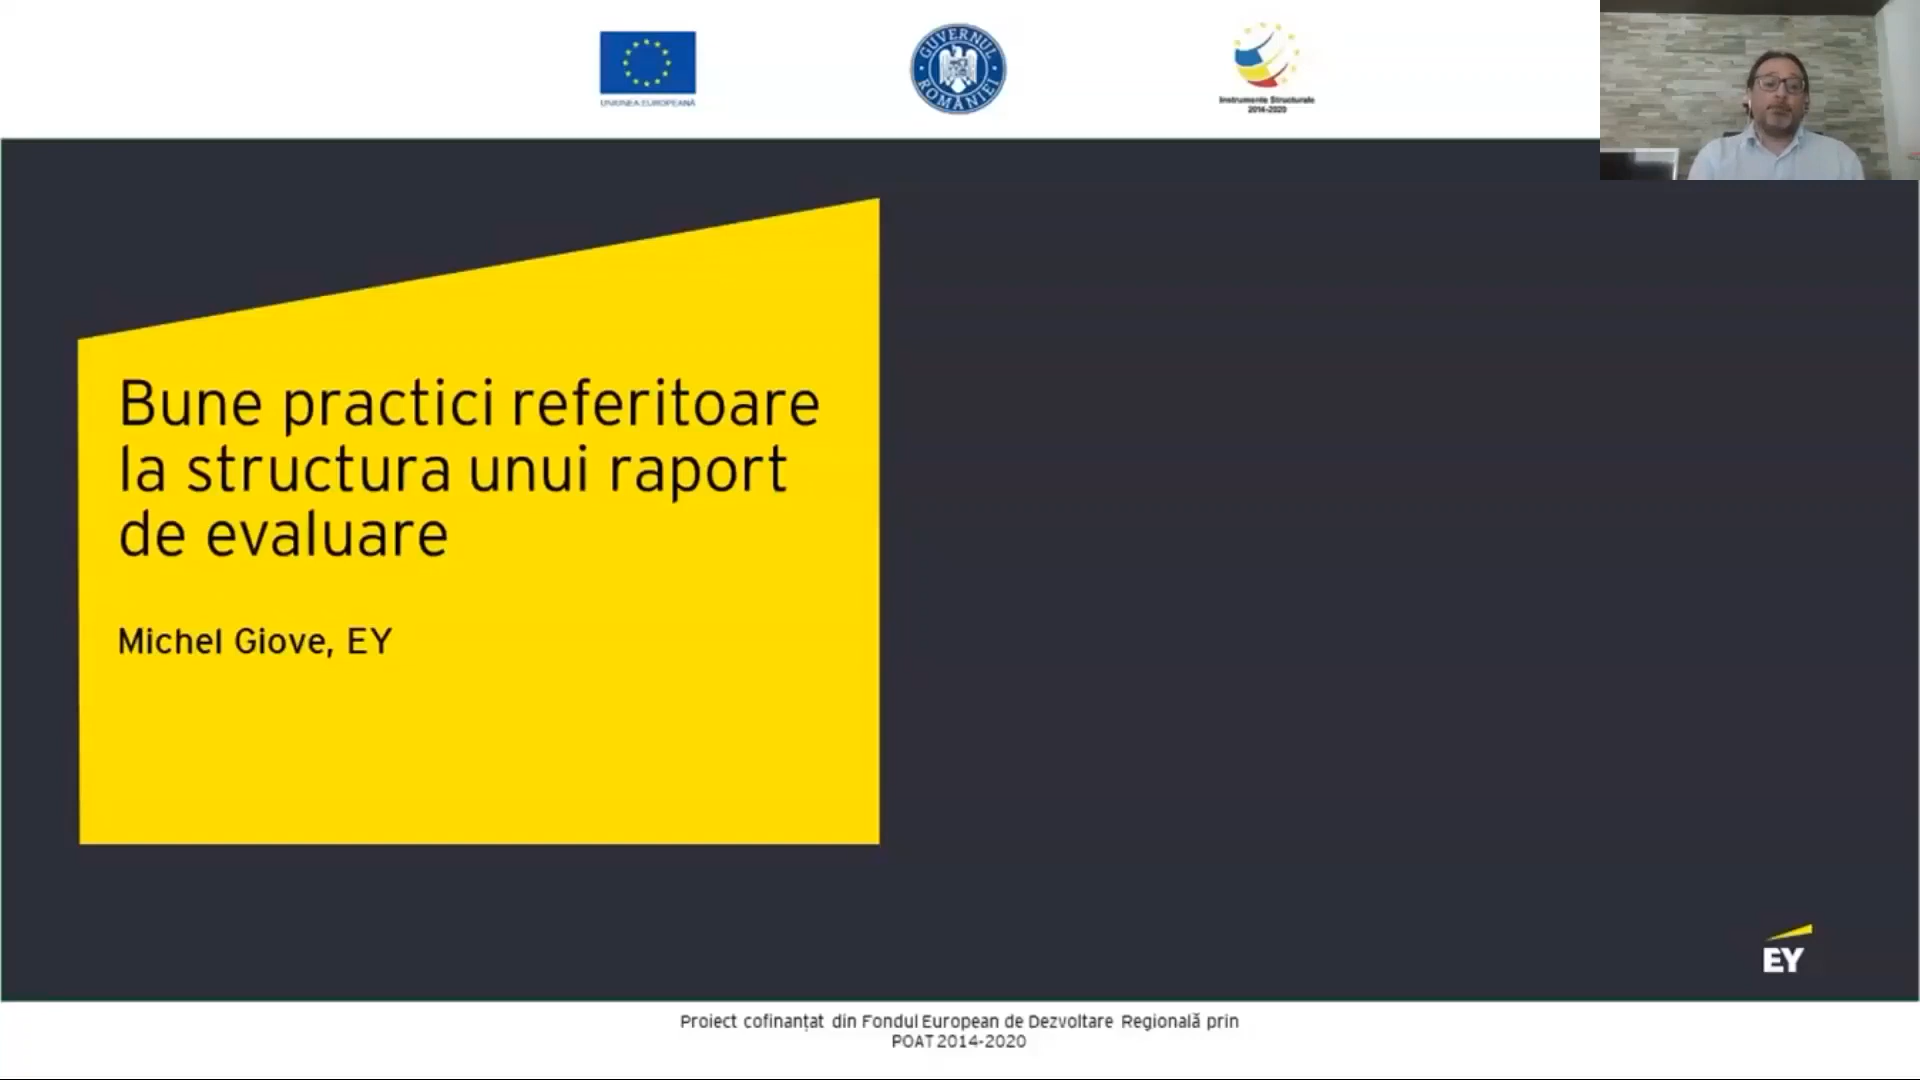 UNIUNEA EUROPEANĂ
GUVERNUL ROMÂNIEI
Instrumente Structurale
2014-2020
Bune practici referitoare
la structura unui raport
de evaluare
Michel Giove, EY
EY
Proiect cofinanțat din Fondul European de Dezvoltare Regională prin
POAT 2014-2020